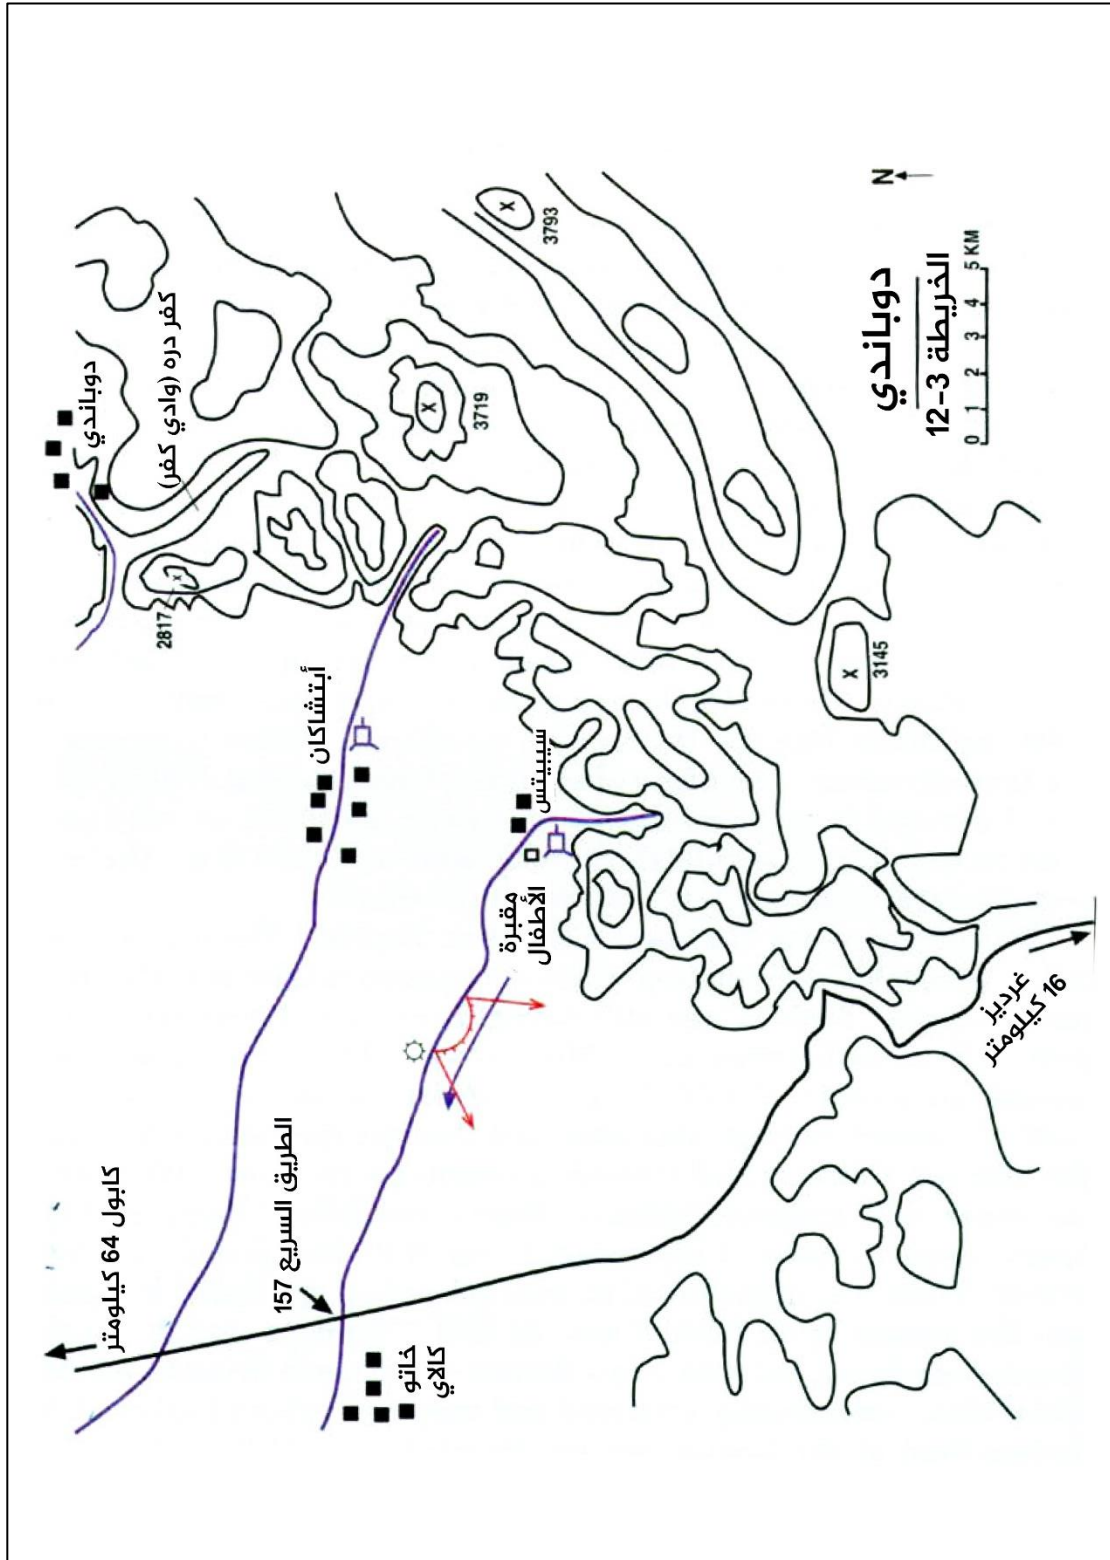 دوباندي
الخريطة 3-12
0 1 2 3 4 5 KM
N
3793
3719
3145
2817
دوباندي
كفر دره (وادي كفر)
أبتشاكان
سيبيتس
مقبرة
الأطفال
الطريق السريع 157
كابول 64 كيلومتر
خاتو
كالاي
غرديز
16 كيلومتر